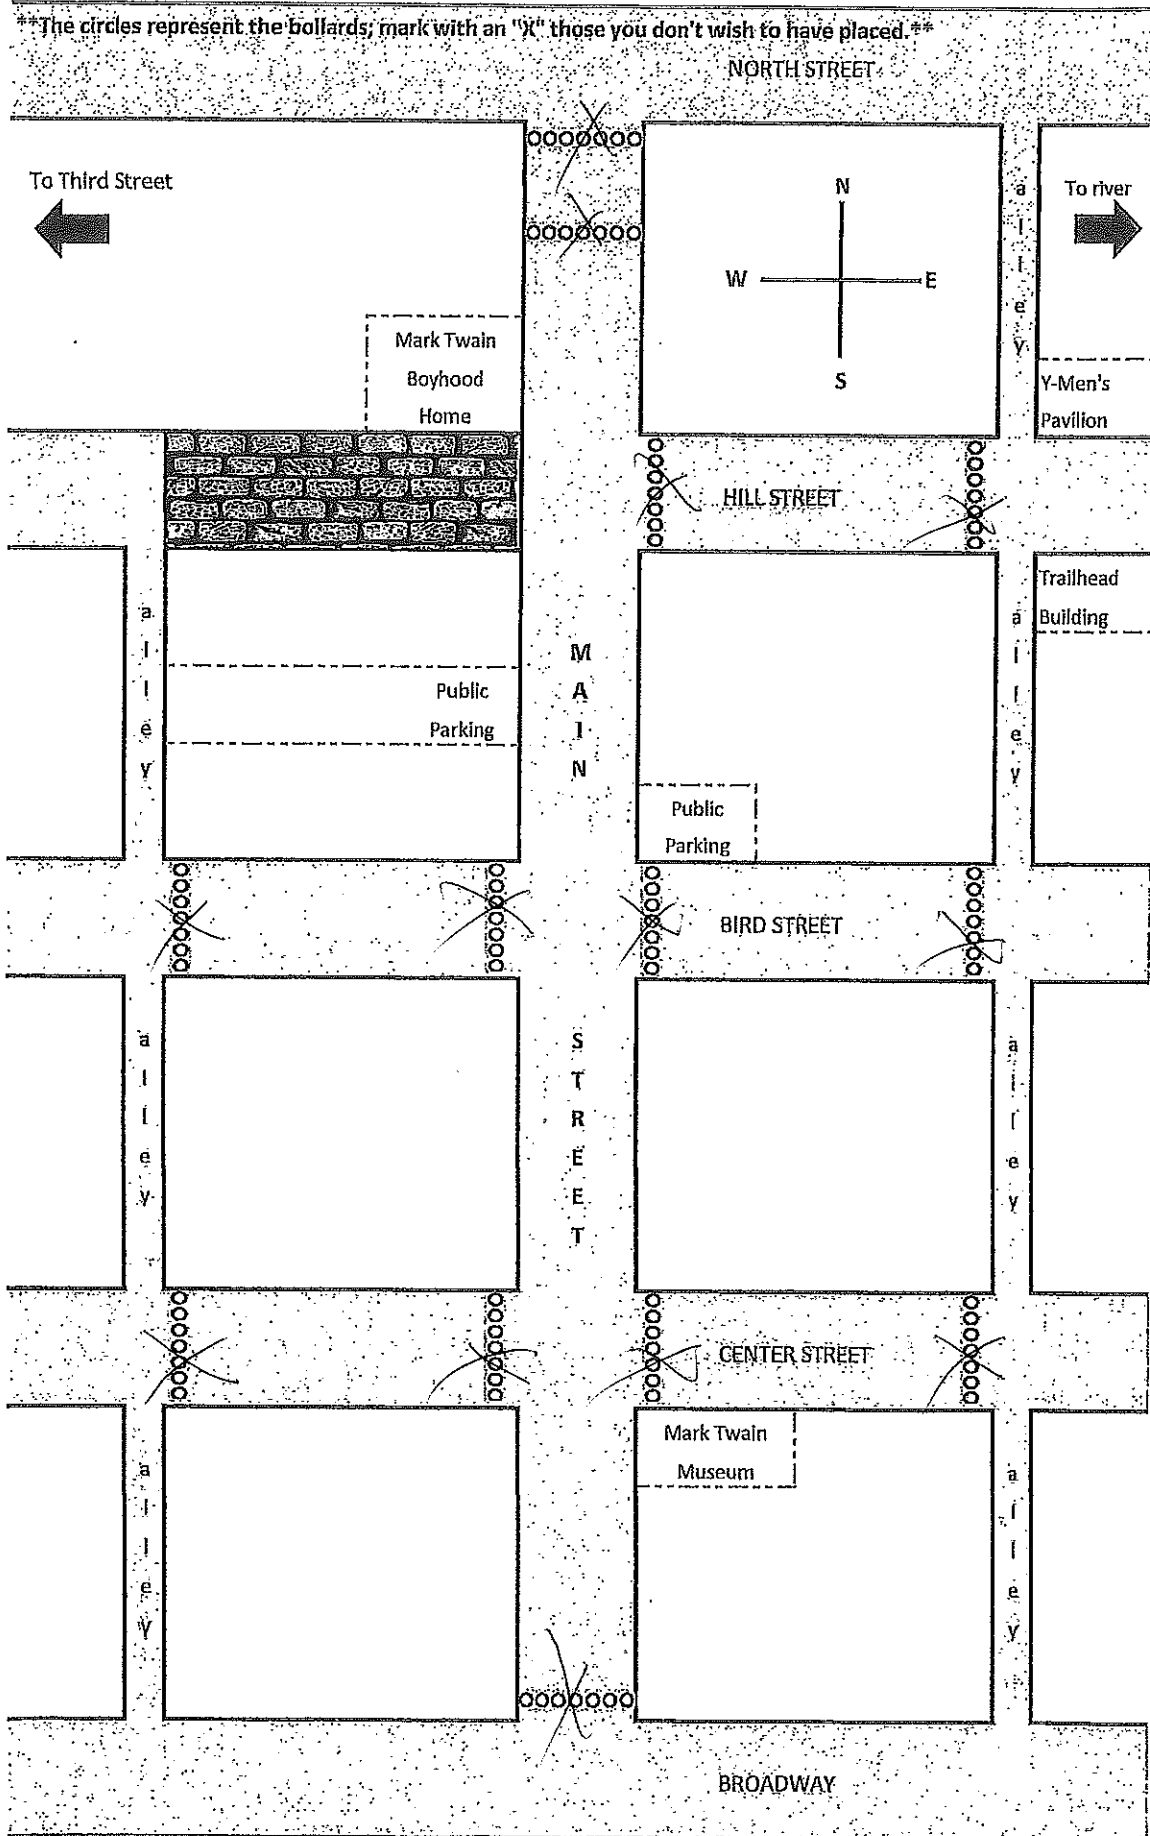 **The circles represent the bollards; mark with an "X" those you don't wish to have placed.**
NORTH STREET
To Third Street
To river
N
W
E
S
alley
Mark Twain
Boyhood
Home
Y-Men's
Pavilion
HILL STREET
Trailhead
Building
alley
alley
MAIN
Public
Parking
Public
Parking
BIRD STREET
alley
STREET
alley
CENTER STREET
Mark Twain
Museum
alley
alley
BROADWAY